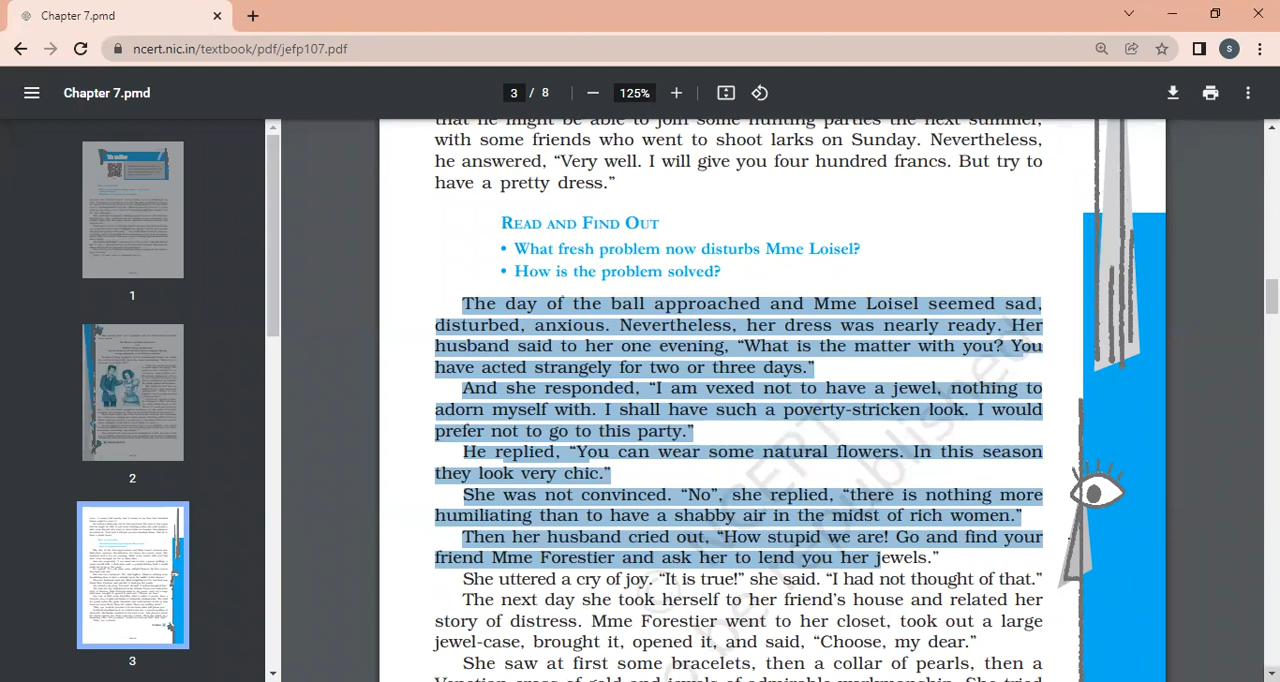 Chapter 7.pmd
ncert.nic.in/textbook/pdf/jefp107.pdf
S
Chapter 7.pmd
3 / 8
125%
1
2
3
that he might be able to join some hunting parties the next summer,
with some friends who went to shoot larks on Sunday. Nevertheless,
he answered, “Very well. I will give you four hundred francs. But try to
have a pretty dress.”
READ AND FIND OUT
• What fresh problem now disturbs Mme Loisel?
• How is the problem solved?
The day of the ball approached and Mme Loisel seemed sad,
disturbed, anxious. Nevertheless, her dress was nearly ready. Her
husband said to her one evening, “What is the matter with you? You
have acted strangely for two or three days.”
And she responded, “I am vexed not to have a jewel, nothing to
adorn myself with. I shall have such a poverty-stricken look. I would
prefer not to go to this party.”
He replied, “You can wear some natural flowers. In this season
they look very chic.”
She was not convinced. “No”, she replied, “there is nothing more
humiliating than to have a shabby air in the midst of rich women.”
Then her husband cried out, “How stupid we are! Go and find your
friend Mme Forestier and ask her to lend you her jewels.”
She uttered a cry of joy. “It is true!” she said. “I had not thought of that.”
The next day she took herself to her friend’s house and related her
story of distress. Mme Forestier went to her closet, took out a large
jewel-case, brought it, opened it, and said, “Choose, my dear.”
She saw at first some bracelets, then a collar of pearls, then a
Venetian cross of gold and jewels of admirable workmanship. She tried